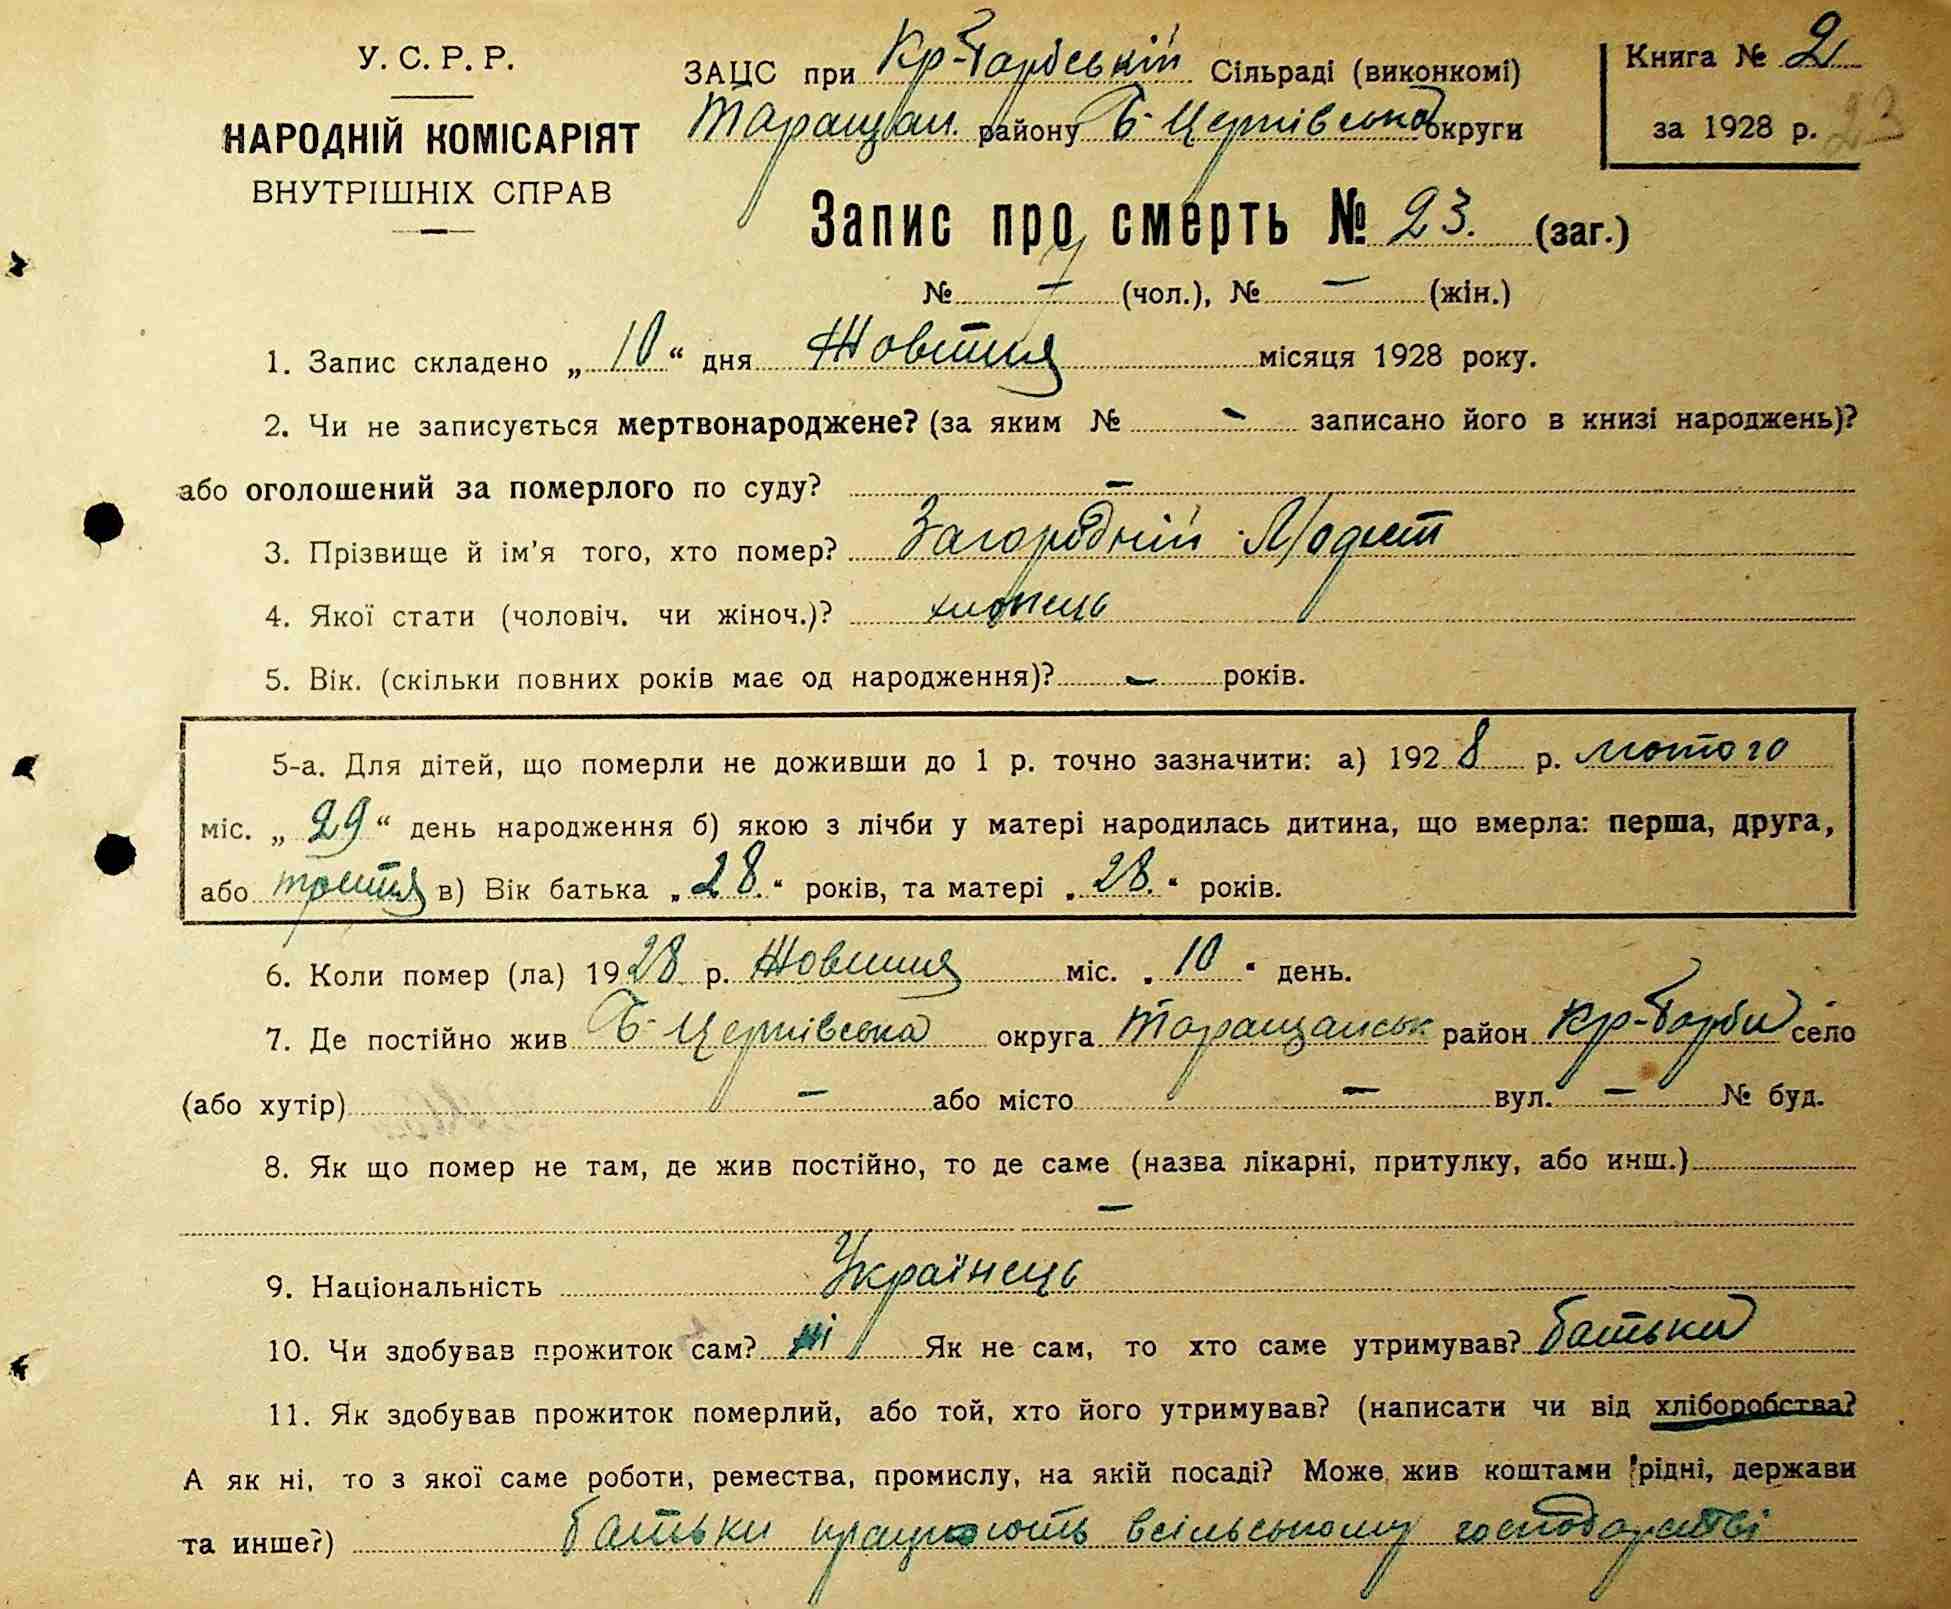 У. С. Р. Р.
НАРОДНІЙ КОМІСАРІЯТ
ВНУТРІШНІХ СПРАВ
ЗАЦС при Кр-Торбській Сільраді (виконкомі)
Таращан. району Б-Церківська округи
Книга № 2
за 1928 р. 23
Запис про смерть № 23. (заг.)
№ 7 (чол.), № — (жін.)
1. Запис складено „ 10 “ дня Жовтня місяця 1928 року.
2. Чи не записується мертвонароджене? (за яким № - записано його в книзі народжень)?
або оголошений за померлого по суду? —
3. Прізвище й ім'я того, хто помер? Загородній Модест
4. Якої стати (чоловіч. чи жіноч.)? хлопець
5. Вік. (скільки повних років має од народження)? — років.
5-а. Для дітей, що померли не доживши до 1 р. точно зазначити: а) 1928 р. лютого
міс. „ 29 “ день народження б) якою з лічби у матері народилась дитина, що вмерла: перша, друга,
або третя в) Вік батька „ 28. “ років, та матері „ 28. “ років.
6. Коли помер (ла) 1928 р. Жовтня міс. „ 10 “ день.
7. Де постійно жив Б-Церківська округа Таращанськ район Кр-Торби село
(або хутір) — або місто — вул. — № буд.
8. Як що помер не там, де жив постійно, то де саме (назва лікарні, притулку, або инш.)
—
9. Національність Українець
10. Чи здобував прожиток сам? ні Як не сам, то хто саме утримував? батьки
11. Як здобував прожиток померлий, або той, хто його утримував? (написати чи від хліборобства?
А як ні, то з якої саме роботи, ремества, промислу, на якій посаді? Може жив коштами рідні, держави
та инше?) батьки працюють всільському господарстві